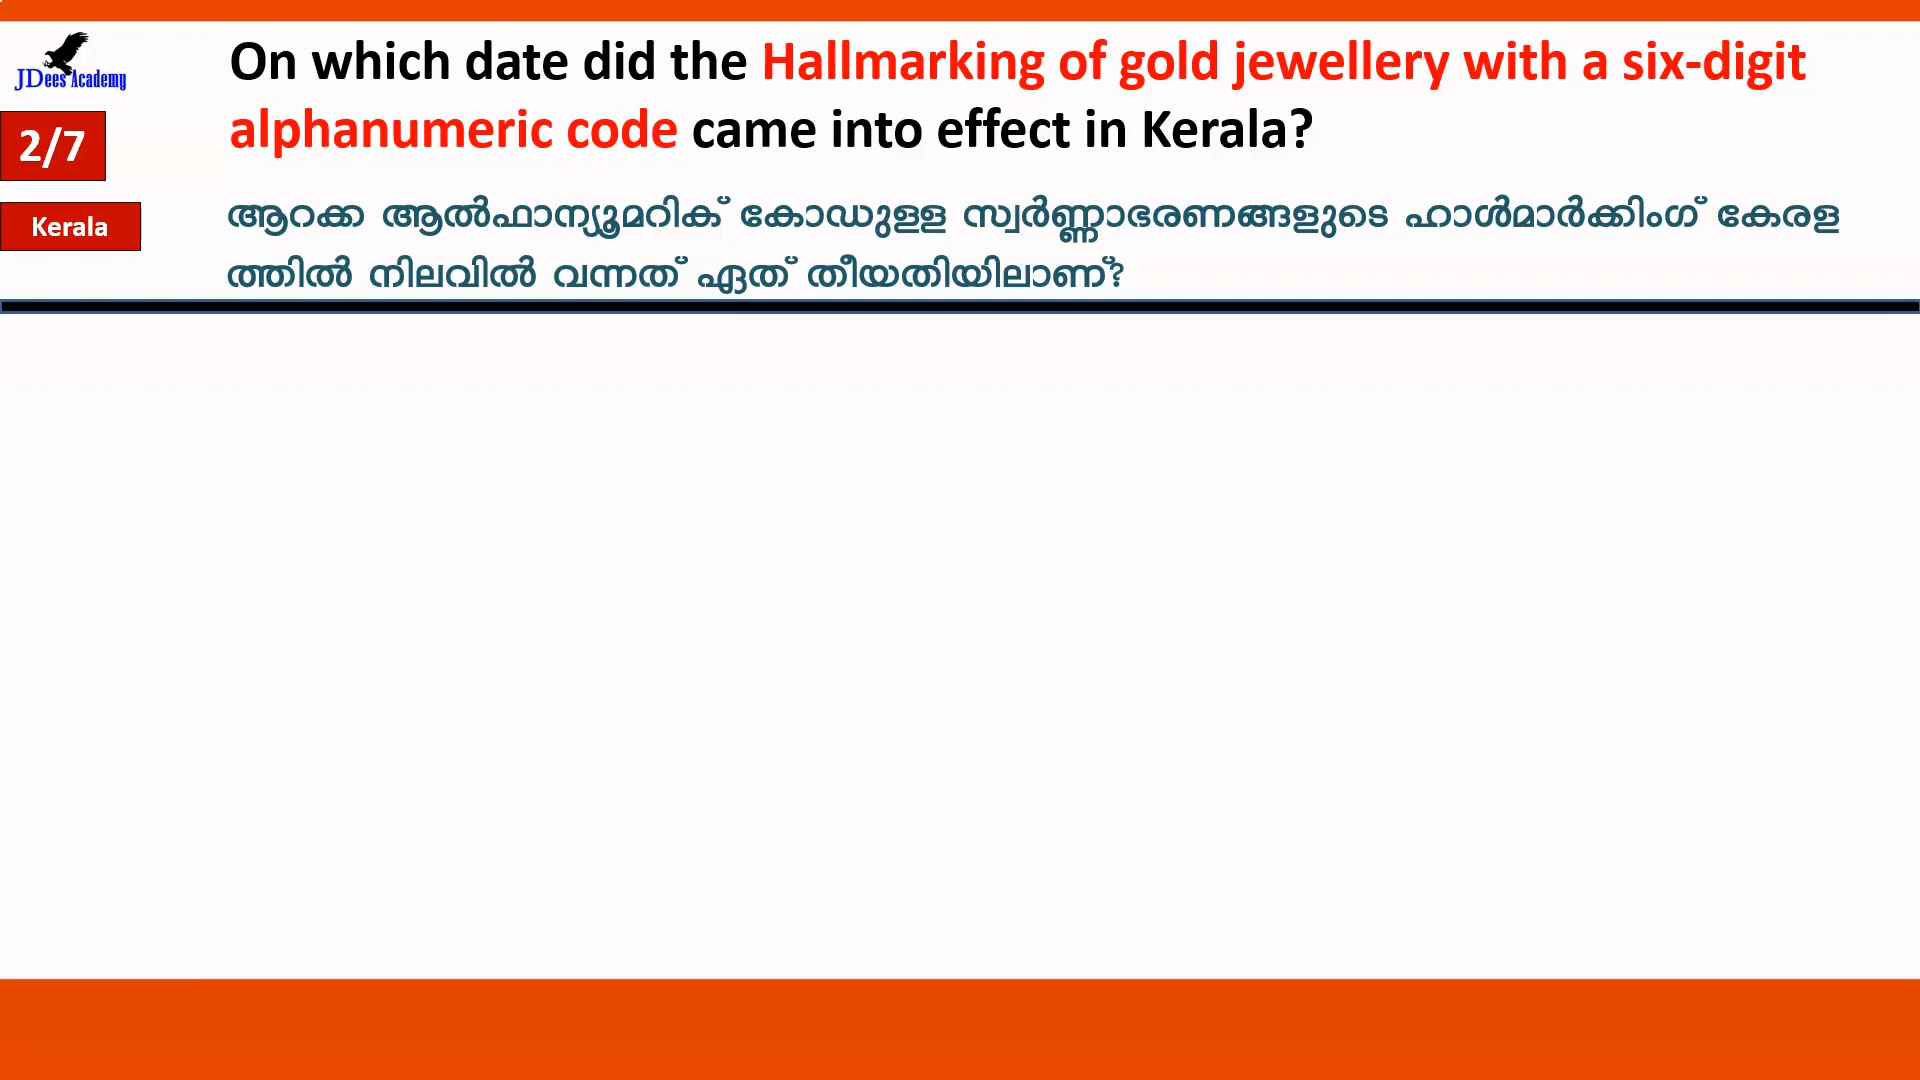 JDees Academy
On which date did the Hallmarking of gold jewellery with a six-digit
alphanumeric code came into effect in Kerala?
2/7
Kerala
ആറക്ക ആൽഫാന്യൂമറിക് കോഡുള്ള സ്വർണ്ണാഭരണങ്ങളുടെ ഹാൾമാർക്കിംഗ് കേരള
ത്തിൽ നിലവിൽ വന്നത് ഏത് തീയതിയിലാണ്?